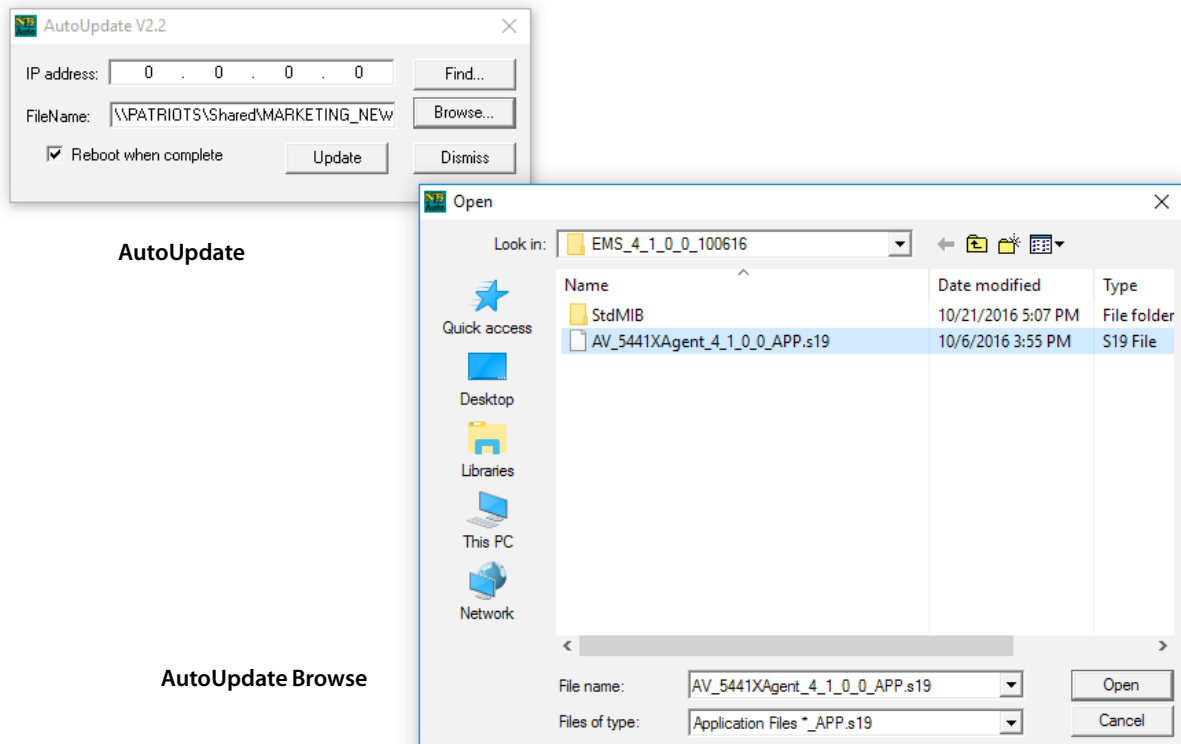 AutoUpdate V2.2
IP address: 0 . 0 . 0 . 0 Find...
FileName: \\PATRIOTS\Shared\MARKETING_NEW Browse...
Reboot when complete Update Dismiss
AutoUpdate
Open
Look in: EMS_4_1_0_0_100616
Quick access
Desktop
Libraries
This PC
Network
Name Date modified Type
StdMIB 10/21/2016 5:07 PM File folder
AV_5441XAgent_4_1_0_0_APP.s19 10/6/2016 3:55 PM S19 File
AutoUpdate Browse
File name: AV_5441XAgent_4_1_0_0_APP.s19 Open
Files of type: Application Files *_APP.s19 Cancel